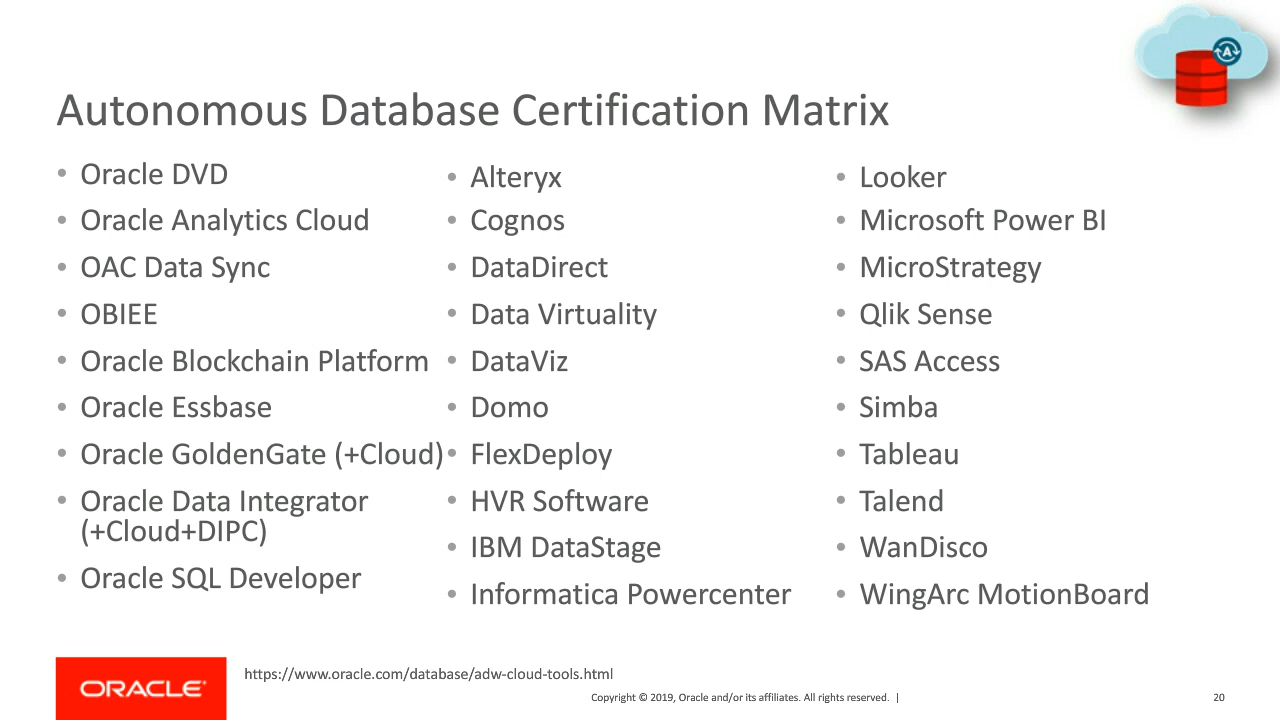 A
Autonomous Database Certification Matrix
• Oracle DVD
• Oracle Analytics Cloud
• OAC Data Sync
• OBIEE
• Oracle Blockchain Platform
• Oracle Essbase
• Oracle GoldenGate (+Cloud)
• Oracle Data Integrator
(+Cloud+DIPC)
• Oracle SQL Developer
• Alteryx
• Cognos
• DataDirect
• Data Virtuality
• DataViz
• Domo
• FlexDeploy
• HVR Software
• IBM DataStage
• Informatica Powercenter
• Looker
• Microsoft Power BI
• MicroStrategy
• Qlik Sense
• SAS Access
• Simba
• Tableau
• Talend
• WanDisco
• WingArc MotionBoard
ORACLE®
https://www.oracle.com/database/adw-cloud-tools.html
Copyright © 2019, Oracle and/or its affiliates. All rights reserved. |
20